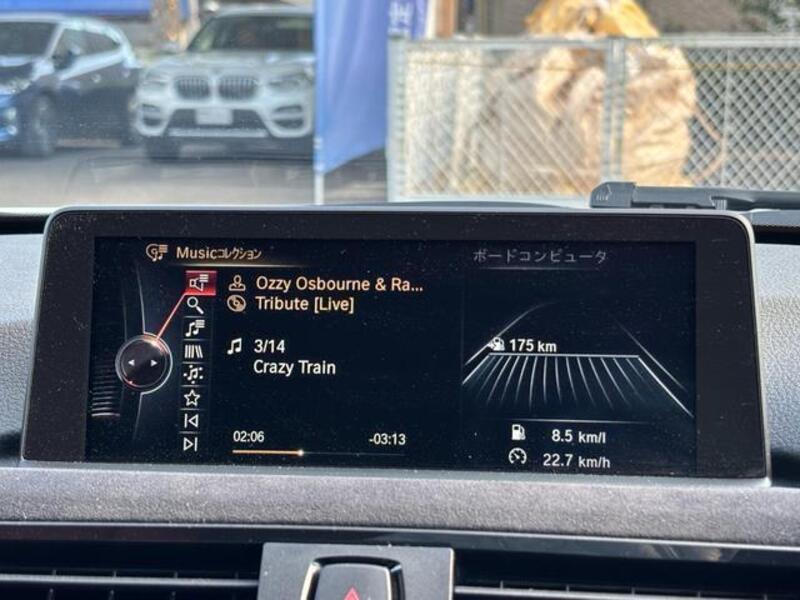 Musicコレクション
Ozzy Osbourne & Ra...
Tribute [Live]
3/14
Crazy Train
02:06
-03:13
ボードコンピュータ
175 km
8.5 km/l
22.7 km/h